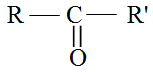 R — C — R'
O